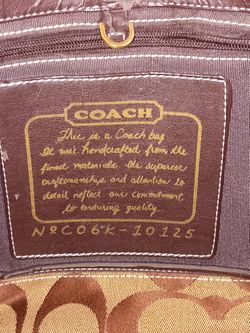 COACH
This is a Coach bag.
It was handcrafted from the
finest materials. the superior
craftsmanship and attention to
detail reflect our commitment
to enduring quality.
NºC06K-10125